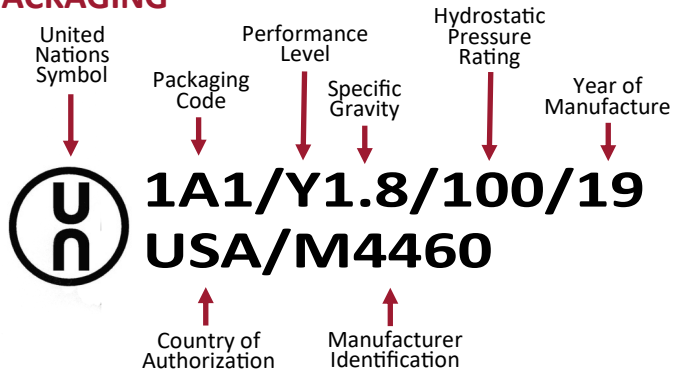 ACKAGING
United
Nations
Symbol
Packaging
Code
Performance
Level
Specific
Gravity
Hydrostatic
Pressure
Rating
Year of
Manufacture
un
1A1/Y1.8/100/19
USA/M4460
Country of
Authorization
Manufacturer
Identification